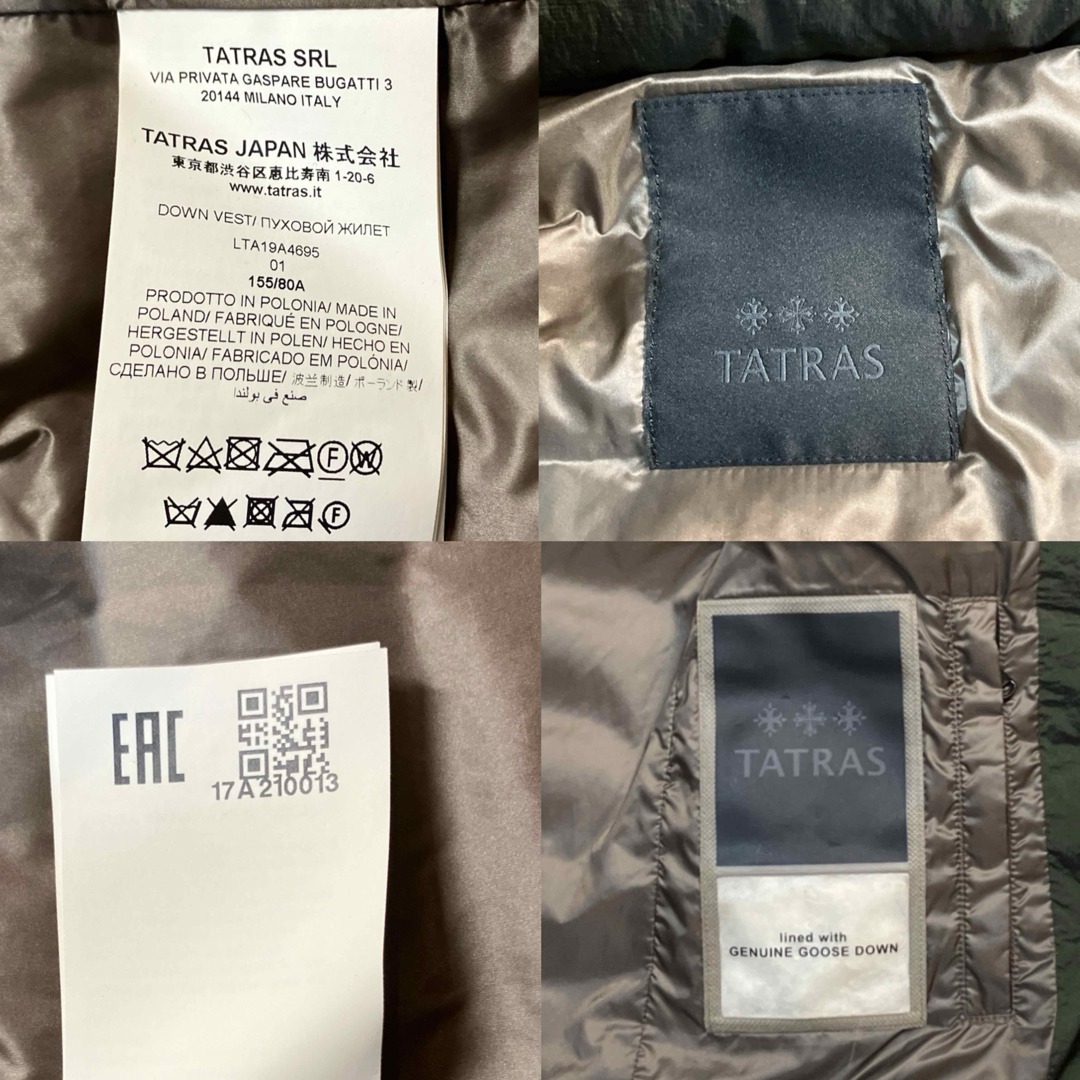 TATRAS SRL
VIA PRIVATA GASPARE BUGATTI 3
20144 MILANO ITALY
TATRAS JAPAN 株式会社
東京都渋谷区恵比寿南 1-20-6
www.tatras.it
DOWN VEST/ ПУХОВОЙ ЖИЛЕТ
LTA19A4695
01
155/80A
PRODOTTO IN POLONIA/ MADE IN
POLAND/ FABRIQUÉ EN POLOGNE/
HERGESTELLT IN POLEN/ HECHO EN
POLONIA/ FABRICADO EM POLÓNIA/
СДЕЛАНО В ПОЛЬШЕ/ 波兰制造/ ポーランド製/
صنع في بولندا
F W
F
TATRAS
EAC
17A210013
TATRAS
lined with
GENUINE GOOSE DOWN